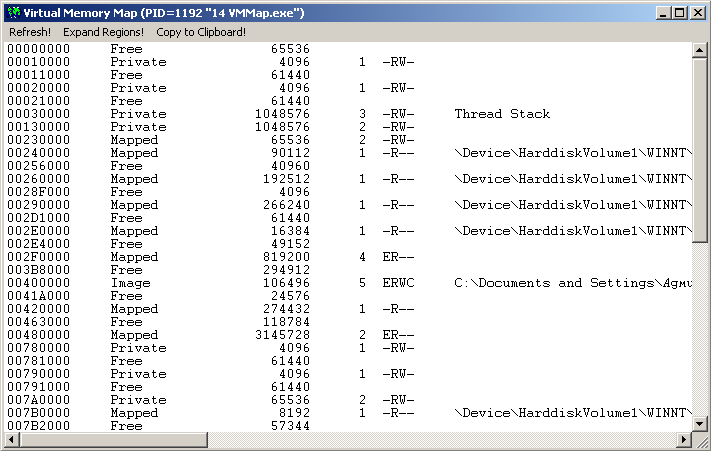 Virtual Memory Map (PID=1192 "14 VMMap.exe")
Refresh! Expand Regions! Copy to Clipboard!
00000000 Free 65536
00010000 Private 4096 1 -RW-
00011000 Free 61440
00020000 Private 4096 1 -RW-
00021000 Free 61440
00030000 Private 1048576 3 -RW- Thread Stack
00130000 Private 1048576 2 -RW-
00230000 Mapped 65536 2 -RW-
00240000 Mapped 90112 1 -R-- \Device\HarddiskVolume1\WINNT\
00256000 Free 40960
00260000 Mapped 192512 1 -R-- \Device\HarddiskVolume1\WINNT\
0028F000 Free 4096
00290000 Mapped 266240 1 -R-- \Device\HarddiskVolume1\WINNT\
002D1000 Free 61440
002E0000 Mapped 16384 1 -R-- \Device\HarddiskVolume1\WINNT\
002E4000 Free 49152
002F0000 Mapped 819200 4 ER--
003B8000 Free 294912
00400000 Image 106496 5 ERWC C:\Documents and Settings\Адми
0041A000 Free 24576
00420000 Mapped 274432 1 -R--
00463000 Free 118784
00480000 Mapped 3145728 2 ER--
00780000 Private 4096 1 -RW-
00781000 Free 61440
00790000 Private 4096 1 -RW-
00791000 Free 61440
007A0000 Private 65536 2 -RW-
007B0000 Mapped 8192 1 -R-- \Device\HarddiskVolume1\WINNT\
007B2000 Free 57344